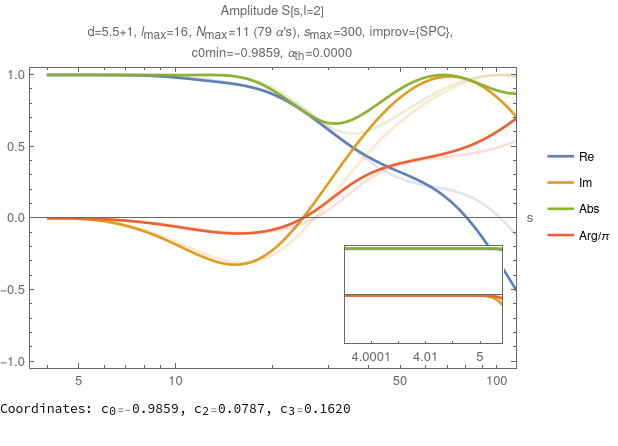 Amplitude S[s,l=2]
d=5.5+1, lmax=16, Nmax=11 (79 α's), smax=300, improv={SPC},
c0min=-0.9859, αth=0.0000
1.0
0.5
0.0
-0.5
-1.0
s
5
10
50
100
4.0001
4.01
5
Re
Im
Abs
Arg/π
Coordinates: c0=-0.9859, c2=0.0787, c3=0.1620